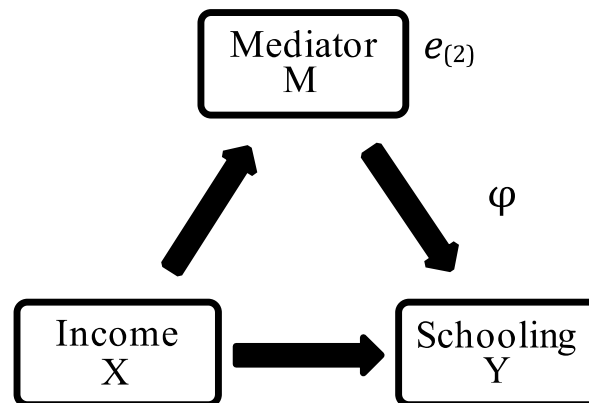 Mediator
M
e(2)
φ
Income
X
Schooling
Y